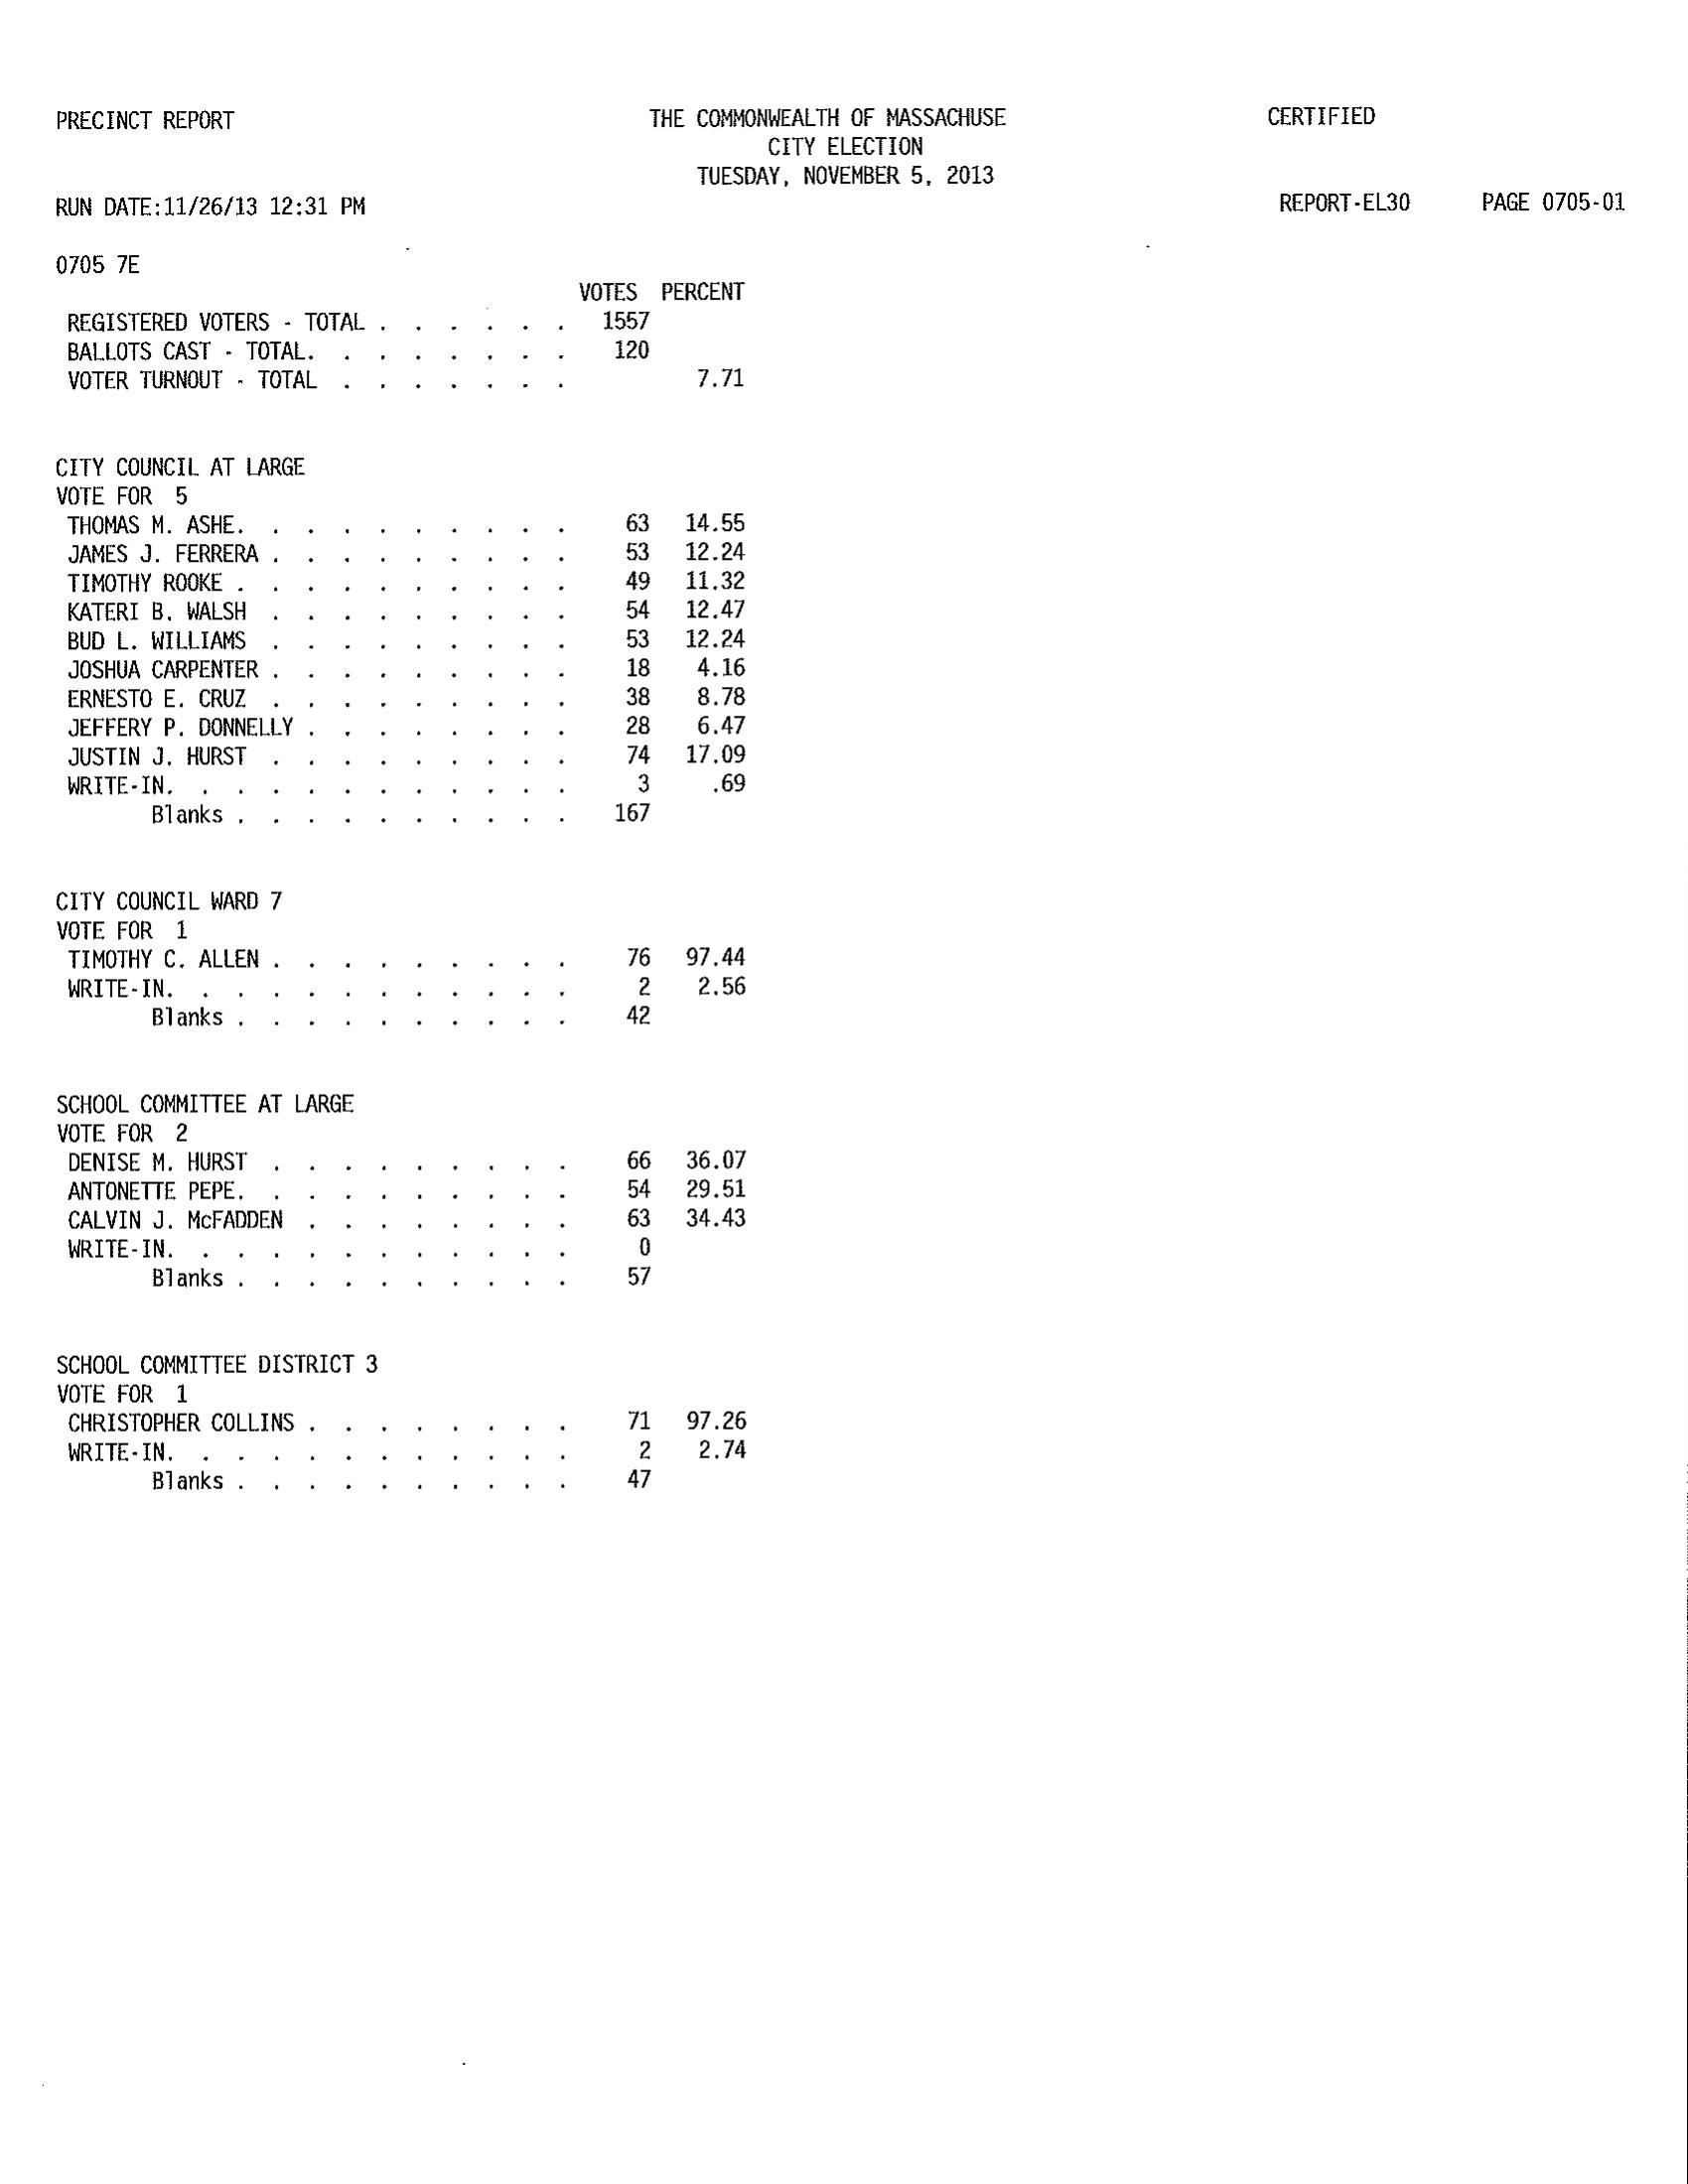 PRECINCT REPORT THE COMMONWEALTH OF MASSACHUSE CERTIFIED
CITY ELECTION
TUESDAY, NOVEMBER 5, 2013
RUN DATE:11/26/13 12:31 PM REPORT-EL30 PAGE 0705-01
0705 7E
VOTES PERCENT
REGISTERED VOTERS - TOTAL . . . . . . 1557
BALLOTS CAST - TOTAL. . . . . . . . 120
VOTER TURNOUT - TOTAL . . . . . . . 7.71
CITY COUNCIL AT LARGE
VOTE FOR 5
THOMAS M. ASHE. . . . . . . . . . 63 14.55
JAMES J. FERRERA . . . . . . . . . 53 12.24
TIMOTHY ROOKE . . . . . . . . . . 49 11.32
KATERI B. WALSH . . . . . . . . . 54 12.47
BUD L. WILLIAMS . . . . . . . . . 53 12.24
JOSHUA CARPENTER . . . . . . . . . 18 4.16
ERNESTO E. CRUZ . . . . . . . . . 38 8.78
JEFFERY P. DONNELLY . . . . . . . . 28 6.47
JUSTIN J. HURST . . . . . . . . . 74 17.09
WRITE-IN. . . . . . . . . . . . 3 .69
Blanks . . . . . . . . . . 167
CITY COUNCIL WARD 7
VOTE FOR 1
TIMOTHY C. ALLEN . . . . . . . . . 76 97.44
WRITE-IN. . . . . . . . . . . . 2 2.56
Blanks . . . . . . . . . . 42
SCHOOL COMMITTEE AT LARGE
VOTE FOR 2
DENISE M. HURST . . . . . . . . . 66 36.07
ANTONETTE PEPE. . . . . . . . . . 54 29.51
CALVIN J. McFADDEN . . . . . . . . 63 34.43
WRITE-IN. . . . . . . . . . . . 0
Blanks . . . . . . . . . . 57
SCHOOL COMMITTEE DISTRICT 3
VOTE FOR 1
CHRISTOPHER COLLINS . . . . . . . . 71 97.26
WRITE-IN. . . . . . . . . . . . 2 2.74
Blanks . . . . . . . . . . 47